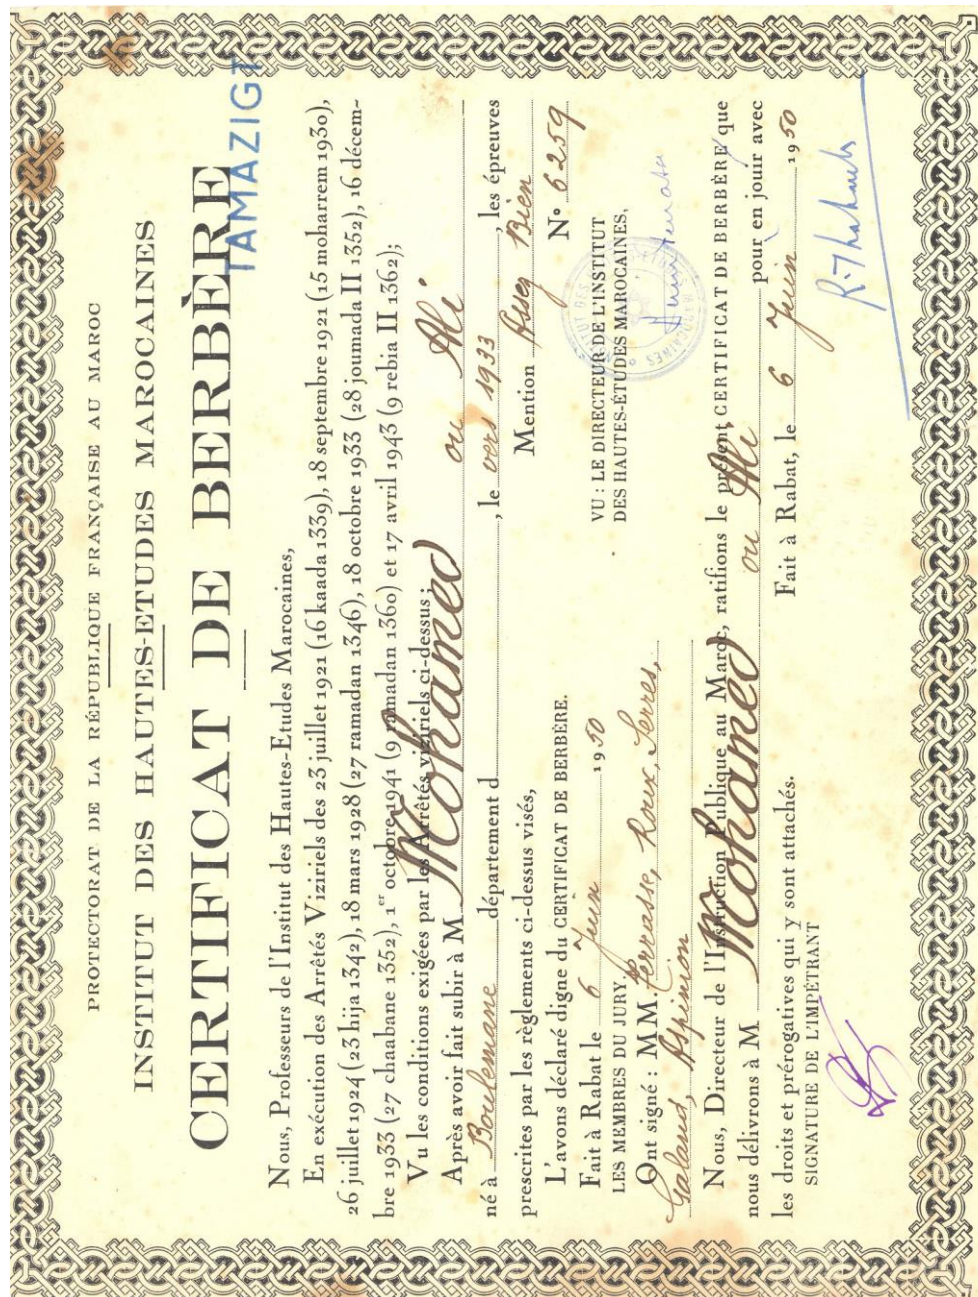 PROTECTORAT DE LA RÉPUBLIQUE FRANÇAISE AU MAROC
INSTITUT DES HAUTES-ETUDES MAROCAINES
CERTIFICAT DE BERBÈRE
TAMAZIGT
Nous, Professeurs de l'Institut des Hautes-Etudes Marocaines,
En exécution des Arrêtés Viziriels des 23 juillet 1921 (16 kaada 1339), 18 septembre 1921 (15 moharrem 1930),
26 juillet 1924 (23 hija 1342), 18 mars 1928 (27 ramadan 1346), 18 octobre 1933 (28 joumada II 1352), 16 décem-
bre 1933 (27 chaabane 1352), 1er octobre 1941 (9 ramadan 1360) et 17 avril 1943 (9 rebia II 1362);
Vu les conditions exigées par les Arrêtés viziriels ci-dessus;
Après avoir fait subir à M Mohamed ou Ali
né à Boulemane département d , le vers 1933 , les épreuves
prescrites par les règlements ci-dessus visés, Mention Assez Bien
L'avons déclaré digne du CERTIFICAT DE BERBÈRE. N° 6259
Fait à Rabat le 6 Juin 1950
VU : LE DIRECTEUR DE L'INSTITUT
DES HAUTES-ÉTUDES MAROCAINES,
LES MEMBRES DU JURY
Ont signé : MM. Terrasse, Roux, Serres,
Galand, Aspinion
Nous, Directeur de l'Instruction Publique au Maroc, ratifions le présent CERTIFICAT DE BERBÈRE que
nous délivrons à M Mohamed ou Ali pour en jouir avec
les droits et prérogatives qui y sont attachés. Fait à Rabat, le 6 Juin 1950
SIGNATURE DE L'IMPÉTRANT